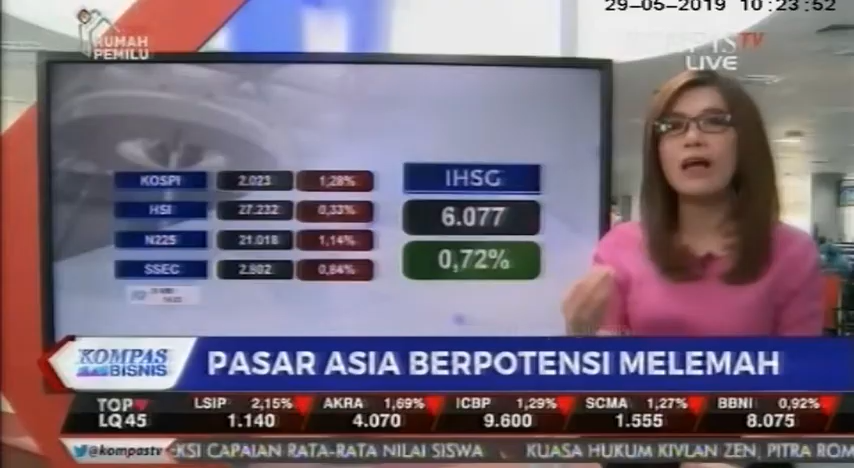 29-05-2019 10:23:52
RUMAH
PEMILU
KOMPAS TV
LIVE
KOSPI 2.023 1,28%
HSI 27.232 0,33%
N225 21.018 1,14%
SSEC 2.802 0,84%
IHSG
6.077
0,72%
KOMPAS
BISNIS
PASAR ASIA BERPOTENSI MELEMAH
TOP LQ45
LSIP 2,15% AKRA 1,69% ICBP 1,29% SCMA 1,27% BBNI 0,92%
1.140 4.070 9.600 1.555 8.075
@kompastv KSI CAPAIAN RATA-RATA NILAI SISWA KUASA HUKUM KIVLAN ZEN, PITRA ROM